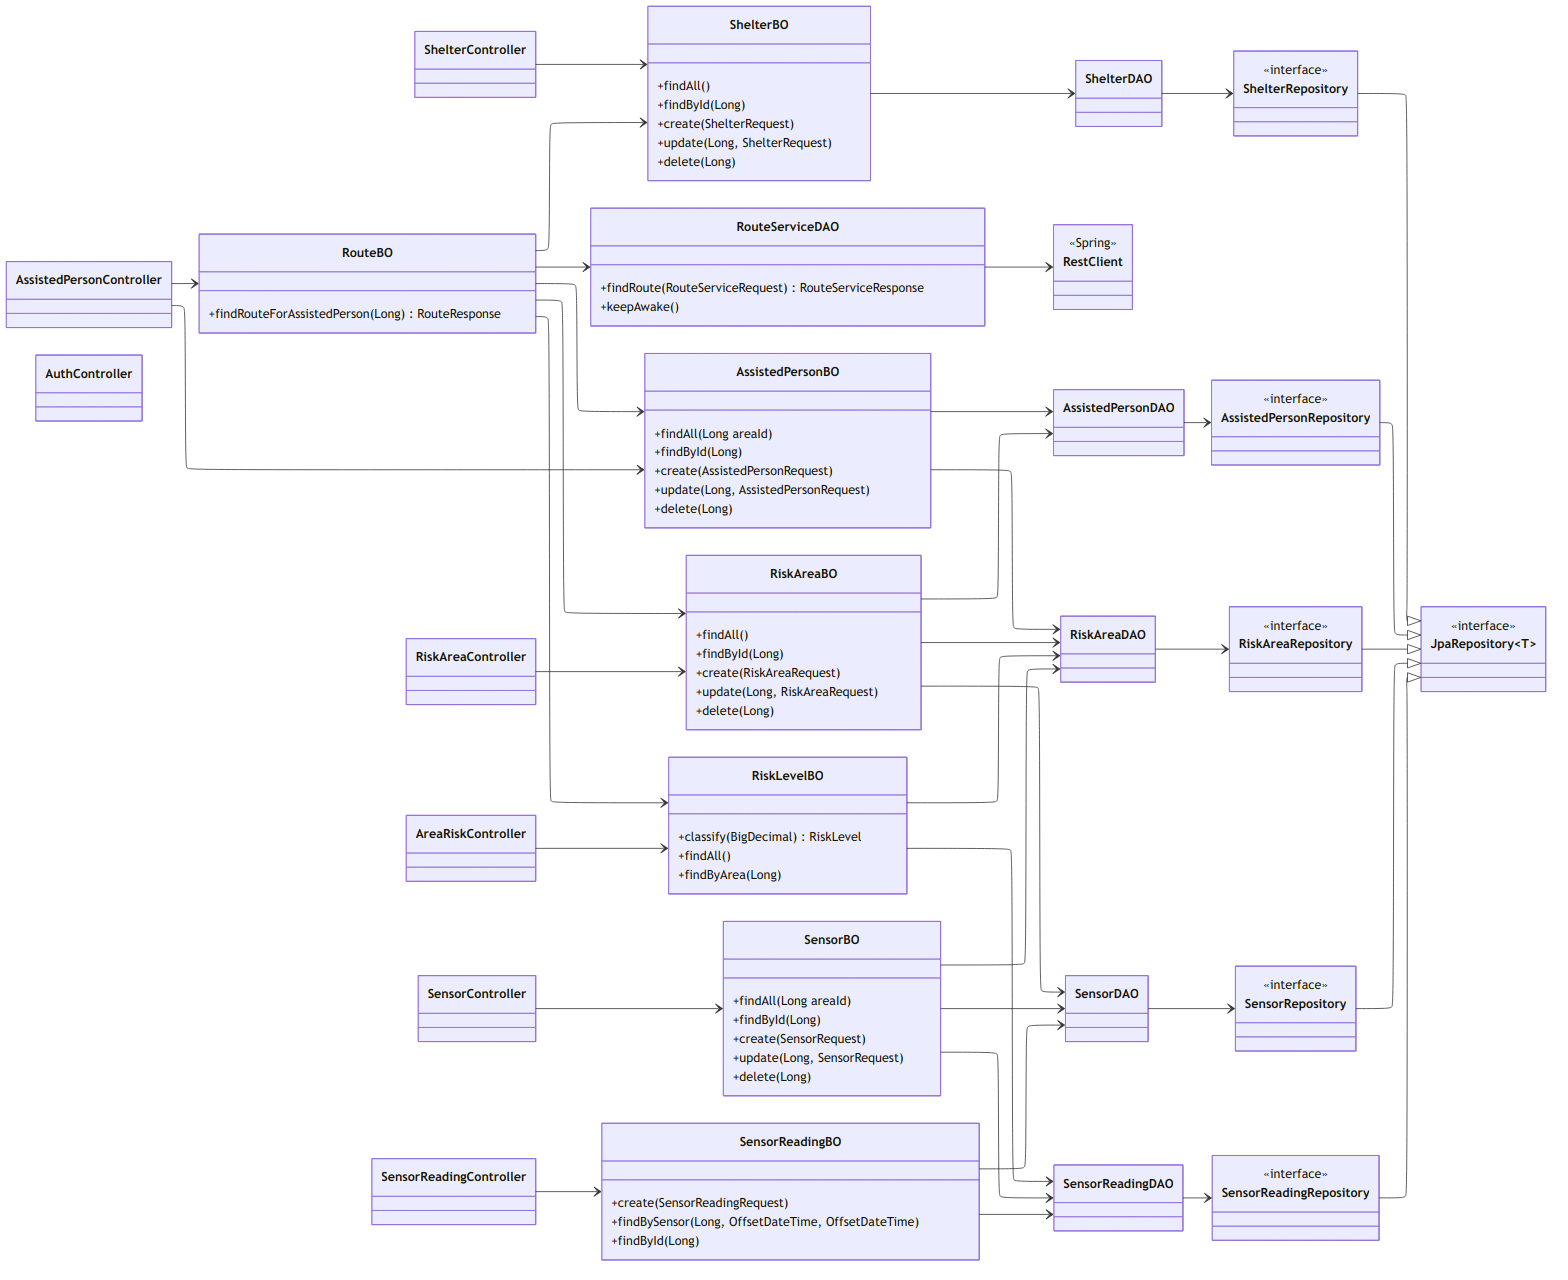 ShelterController
ShelterBO
+findAll()
+findById(Long)
+create(ShelterRequest)
+update(Long, ShelterRequest)
+delete(Long)
ShelterDAO
«interface»
ShelterRepository
AssistedPersonController
RouteBO
+findRouteForAssistedPerson(Long) : RouteResponse
RouteServiceDAO
+findRoute(RouteServiceRequest) : RouteServiceResponse
+keepAwake()
«Spring»
RestClient
AuthController
AssistedPersonBO
+findAll(Long areaId)
+findById(Long)
+create(AssistedPersonRequest)
+update(Long, AssistedPersonRequest)
+delete(Long)
AssistedPersonDAO
«interface»
AssistedPersonRepository
RiskAreaController
RiskAreaBO
+findAll()
+findById(Long)
+create(RiskAreaRequest)
+update(Long, RiskAreaRequest)
+delete(Long)
RiskAreaDAO
«interface»
RiskAreaRepository
«interface»
JpaRepository<T>
AreaRiskController
RiskLevelBO
+classify(BigDecimal) : RiskLevel
+findAll()
+findByArea(Long)
SensorController
SensorBO
+findAll(Long areaId)
+findById(Long)
+create(SensorRequest)
+update(Long, SensorRequest)
+delete(Long)
SensorDAO
«interface»
SensorRepository
SensorReadingController
SensorReadingBO
+create(SensorReadingRequest)
+findBySensor(Long, OffsetDateTime, OffsetDateTime)
+findById(Long)
SensorReadingDAO
«interface»
SensorReadingRepository